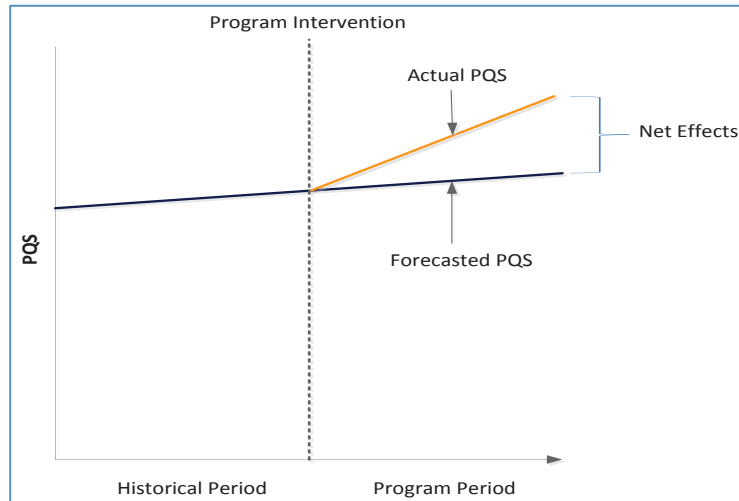 Program Intervention
Actual PQS
Net Effects
Forecasted PQS
PQS
Historical Period
Program Period